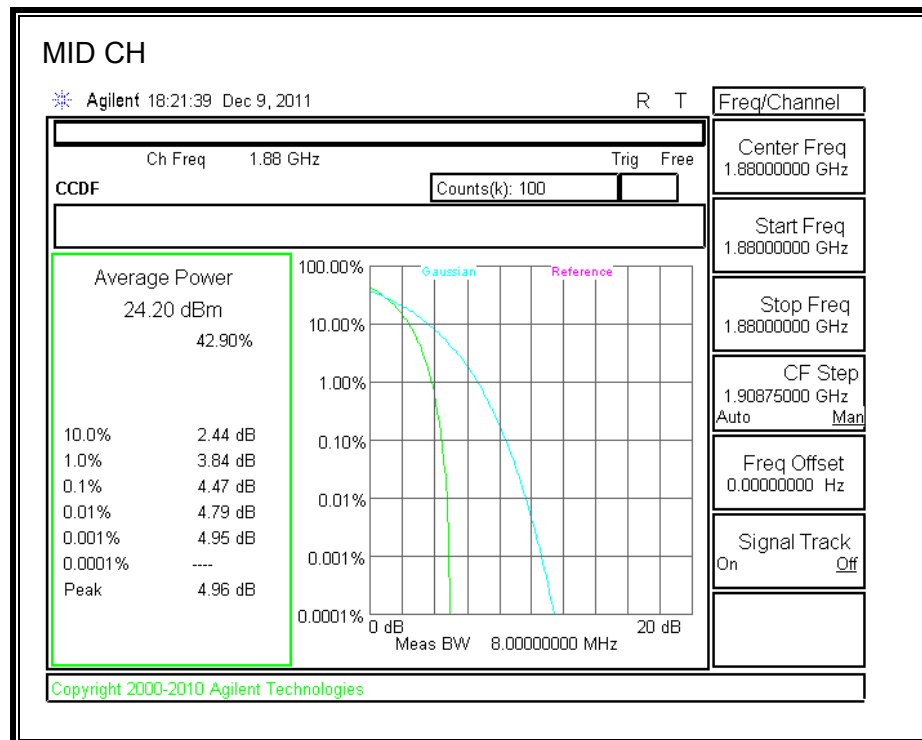 MID CH
Agilent 18:21:39 Dec 9, 2011 R T
Freq/Channel
Ch Freq 1.88 GHz Trig Free
CCDF Counts(k): 100
Average Power
24.20 dBm
42.90%
10.0% 2.44 dB
1.0% 3.84 dB
0.1% 4.47 dB
0.01% 4.79 dB
0.001% 4.95 dB
0.0001% ----
Peak 4.96 dB
Gaussian Reference
100.00%
10.00%
1.00%
0.10%
0.01%
0.001%
0.0001%
0 dB 20 dB
Meas BW 8.00000000 MHz
Center Freq
1.88000000 GHz
Start Freq
1.88000000 GHz
Stop Freq
1.88000000 GHz
CF Step
1.90875000 GHz
Auto Man
Freq Offset
0.00000000 Hz
Signal Track
On Off
Copyright 2000-2010 Agilent Technologies